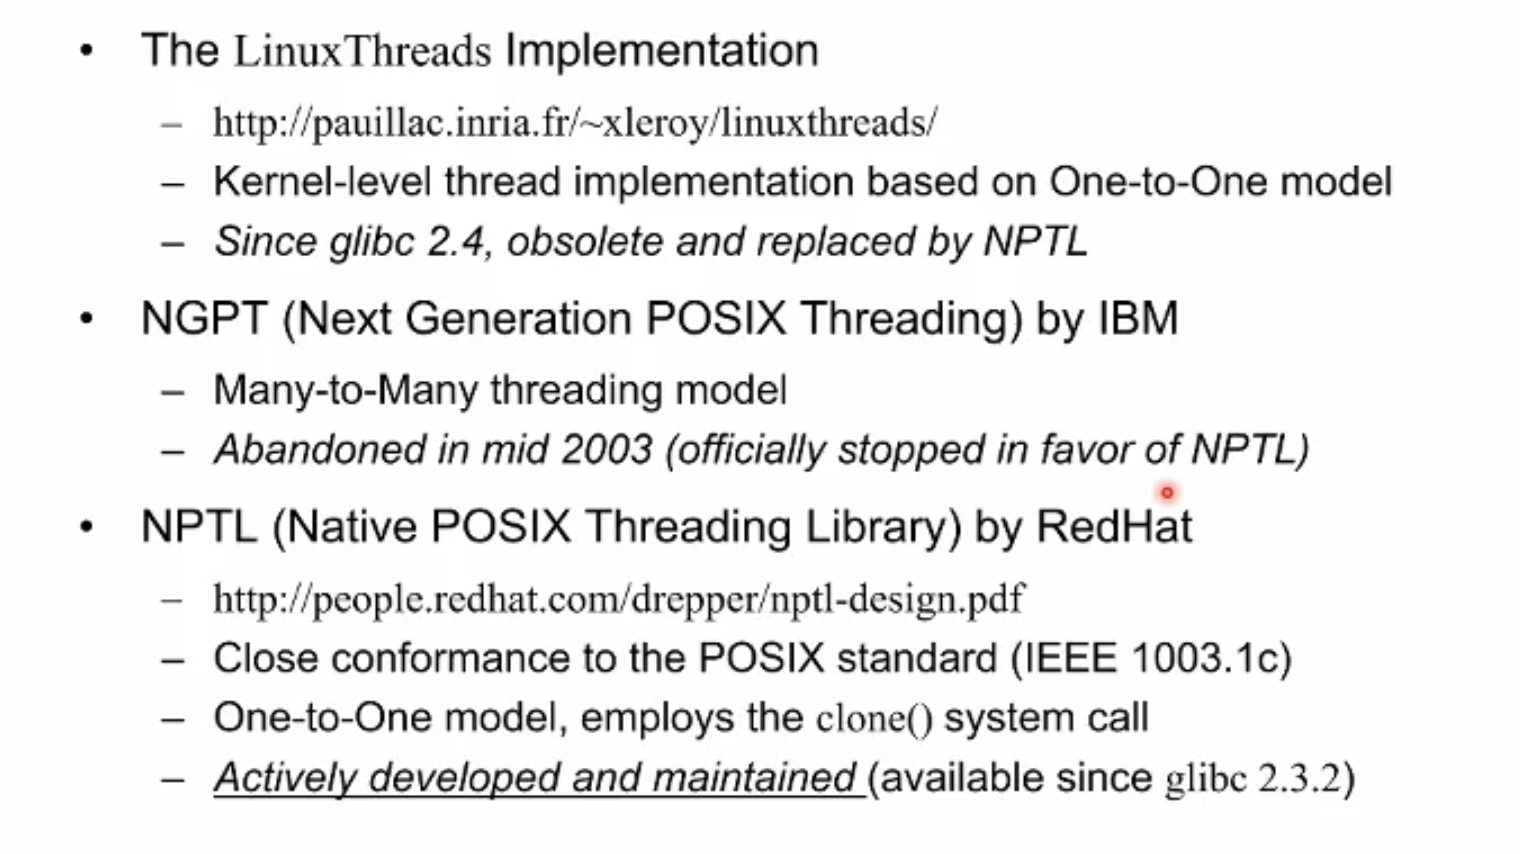 • The LinuxThreads Implementation
– http://pauillac.inria.fr/~xleroy/linuxthreads/
– Kernel-level thread implementation based on One-to-One model
– Since glibc 2.4, obsolete and replaced by NPTL
• NGPT (Next Generation POSIX Threading) by IBM
– Many-to-Many threading model
– Abandoned in mid 2003 (officially stopped in favor of NPTL)
• NPTL (Native POSIX Threading Library) by RedHat
– http://people.redhat.com/drepper/nptl-design.pdf
– Close conformance to the POSIX standard (IEEE 1003.1c)
– One-to-One model, employs the clone() system call
– Actively developed and maintained (available since glibc 2.3.2)